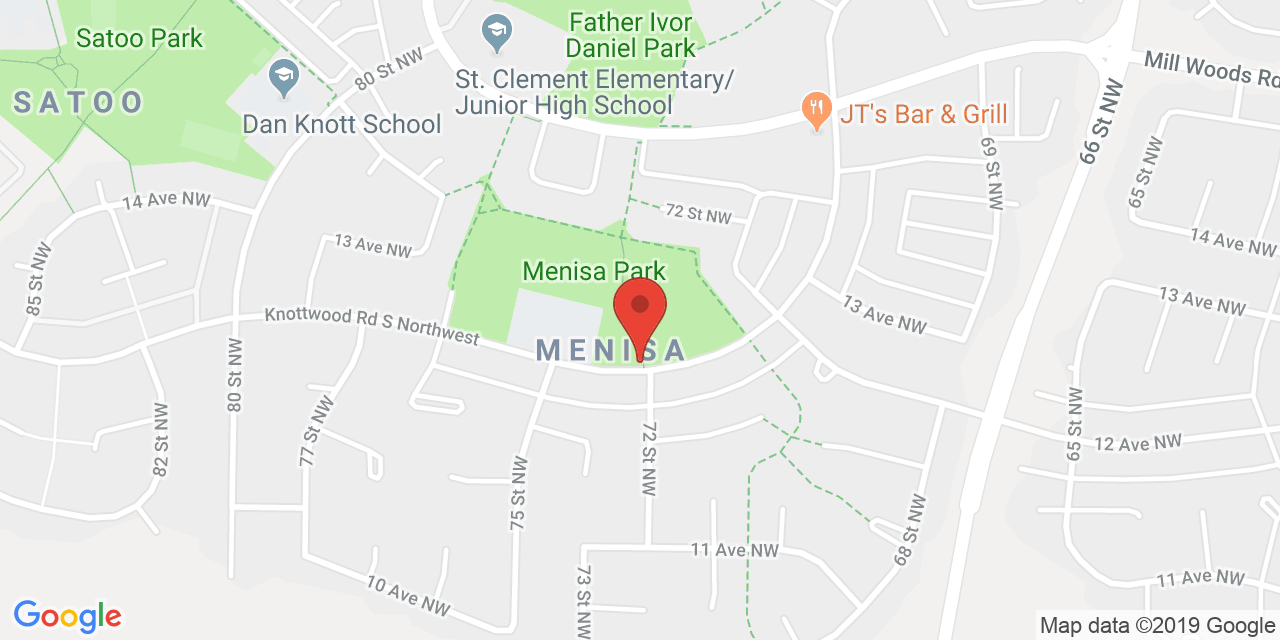 Father Ivor
Daniel Park
Satoo Park
80 St NW
Mill Woods Rd
St. Clement Elementary/
Junior High School
SATOO
Dan Knott School
JT's Bar & Grill
66 St NW
69 St NW
65 St NW
14 Ave NW
72 St NW
13 Ave NW
14 Ave NW
85 St NW
Menisa Park
13 Ave NW
13 Ave NW
Knottwood Rd S Northwest
MENISA
80 St NW
82 St NW
77 St NW
75 St NW
72 St NW
65 St NW
12 Ave NW
68 St NW
11 Ave NW
10 Ave NW
73 St NW
11 Ave NW
Google
Map data ©2019 Google